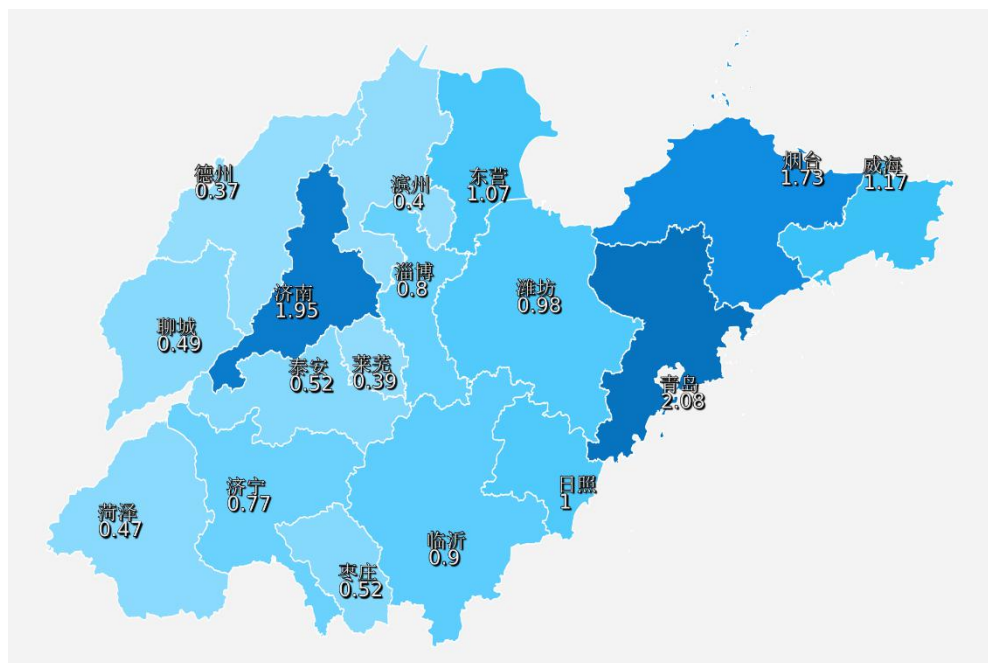 烟台
1.73
威海
1.17
德州
0.37
滨州
0.4
东营
1.07
淄博
0.8
潍坊
0.98
济南
1.95
聊城
0.49
泰安
0.52
莱芜
0.39
青岛
2.08
济宁
0.77
日照
1
菏泽
0.47
临沂
0.9
枣庄
0.52